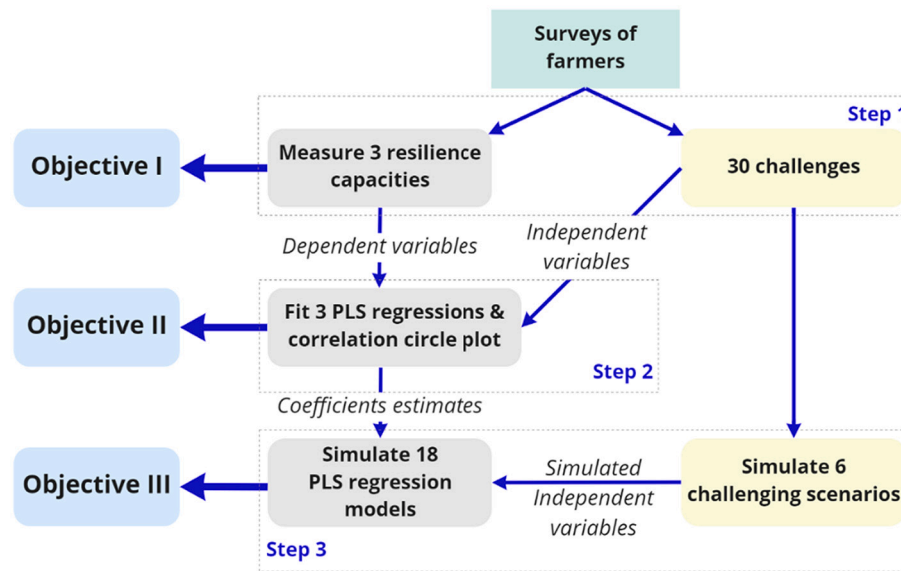 Surveys of
farmers
Step 1
Objective I
Measure 3 resilience
capacities
30 challenges
Dependent variables
Independent
variables
Objective II
Fit 3 PLS regressions &
correlation circle plot
Step 2
Coefficients estimates
Objective III
Simulate 18
PLS regression
models
Simulated
Independent
variables
Simulate 6
challenging scenarios
Step 3